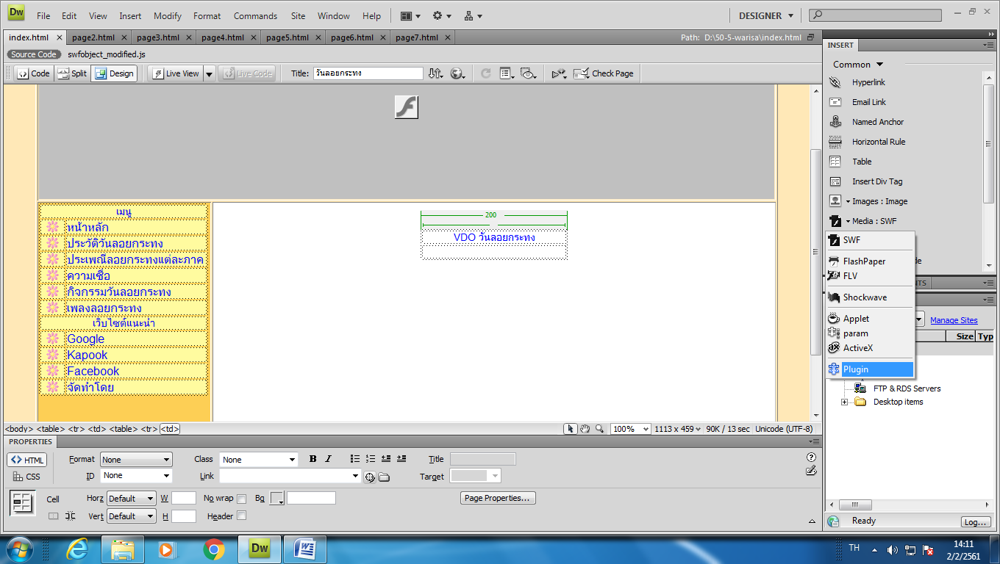 Dw File Edit View Insert Modify Format Commands Site Window Help DESIGNER
index.html page2.html page3.html page4.html page5.html page6.html page7.html Path: D:\50-5-warisa\index.html
Source Code swfobject_modified.js
Code Split Design Live View Live Code Title: วันลอยกระทง Check Page
INSERT
Common
Hyperlink
Email Link
Named Anchor
Horizontal Rule
Table
Insert Div Tag
Images : Image
Media : SWF
SWF
FlashPaper
FLV
Shockwave
Applet
param
ActiveX
Plugin
Manage Sites
Size Typ
FTP & RDS Servers
Desktop items
เมนู
หน้าหลัก
ประวัติวันลอยกระทง
ประเพณีลอยกระทงแต่ละภาค
ความเชื่อ
กิจกรรมวันลอยกระทง
เพลงลอยกระทง
เว็บไซต์แนะนำ
Google
Kapook
Facebook
จัดทำโดย
200
VDO วันลอยกระทง
<body> <table> <tr> <td> <table> <tr> <td> 100% 1113 x 459 90K / 13 sec Unicode (UTF-8)
PROPERTIES
HTML Format None Class None B I Title
CSS ID None Link Target
Cell Horz Default W No wrap Bg Page Properties...
Vert Default H Header
Ready Log...
Dw W TH 14:11
2/2/2561